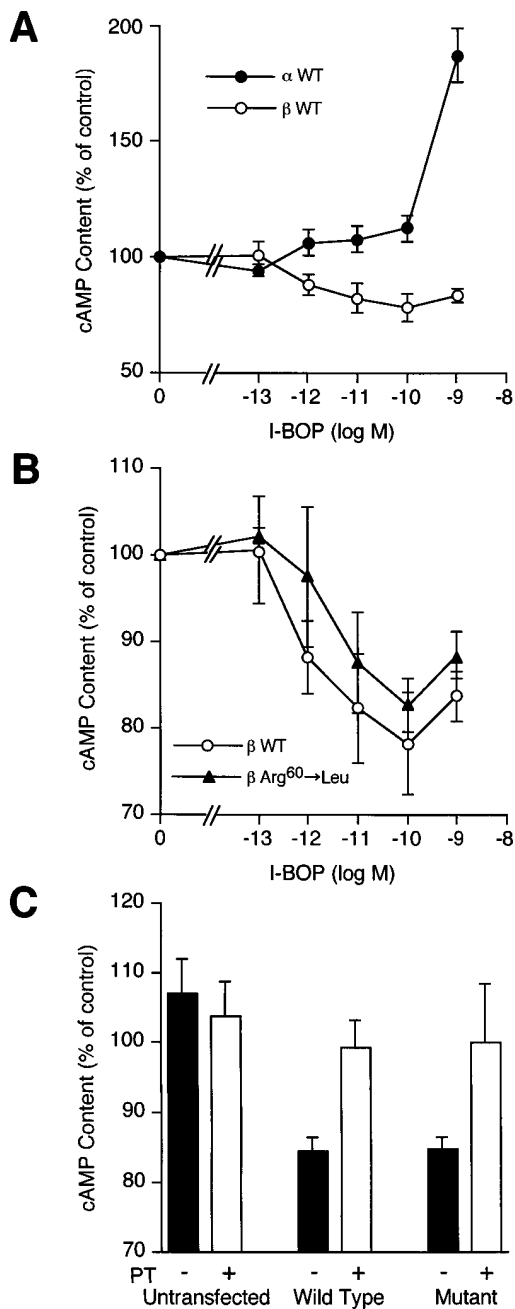 A
cAMP Content (% of control)
200
150
100
50
α WT
β WT
0 -13 -12 -11 -10 -9 -8
I-BOP (log M)
B
cAMP Content (% of control)
110
100
90
80
70
β WT
β Arg⁶⁰→Leu
0 -13 -12 -11 -10 -9 -8
I-BOP (log M)
C
cAMP Content (% of control)
120
110
100
90
80
70
PT - + - + - +
Untransfected Wild Type Mutant